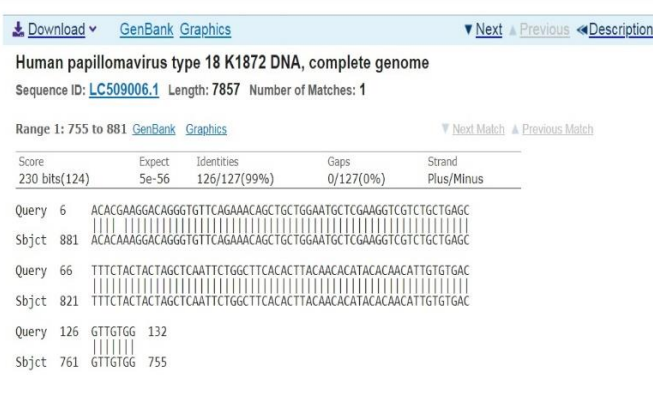 Download GenBank Graphics Next Previous Description
Human papillomavirus type 18 K1872 DNA, complete genome
Sequence ID: LC509006.1 Length: 7857 Number of Matches: 1
Range 1: 755 to 881 GenBank Graphics Next Match Previous Match
Score Expect Identities Gaps Strand
230 bits(124) 5e-56 126/127(99%) 0/127(0%) Plus/Minus
Query 6 ACACGAAGGACAGGGTGTTCAGAAACAGCTGCTGGAATGCTCGAAGGTCGTCTGCTGAGC
Sbjct 881 ACACAAAGGACAGGGTGTTCAGAAACAGCTGCTGGAATGCTCGAAGGTCGTCTGCTGAGC
Query 66 TTTCTACTACTAGCTCAATTCTGGCTTCACACTTACAACACATACACAACATTGTGTGAC
Sbjct 821 TTTCTACTACTAGCTCAATTCTGGCTTCACACTTACAACACATACACAACATTGTGTGAC
Query 126 GTTGTGG 132
Sbjct 761 GTTGTGG 755